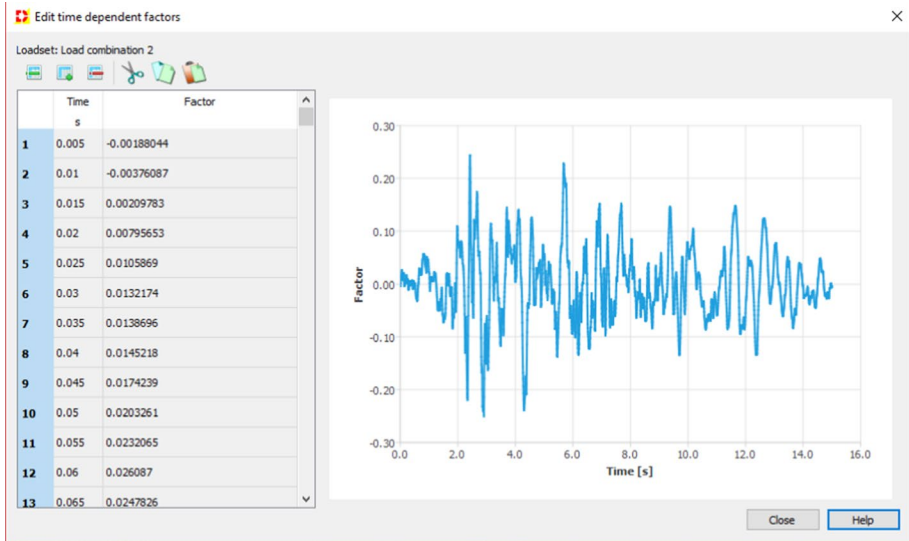 Edit time dependent factors
Loadset: Load combination 2
Time Factor
s
1 0.005 -0.00188044
2 0.01 -0.00376087
3 0.015 0.00209783
4 0.02 0.00795653
5 0.025 0.0105869
6 0.03 0.0132174
7 0.035 0.0138696
8 0.04 0.0145218
9 0.045 0.0174239
10 0.05 0.0203261
11 0.055 0.0232065
12 0.06 0.026087
13 0.065 0.0247826
0.30
0.20
0.10
0.00
-0.10
-0.20
-0.30
Factor
0.0 2.0 4.0 6.0 8.0 10.0 12.0 14.0 16.0
Time [s]
Close Help